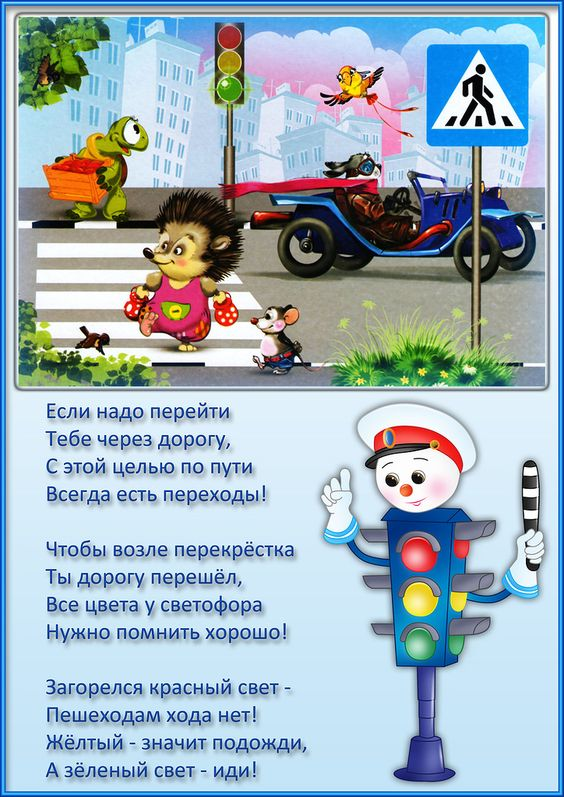 Если надо перейти
Тебе через дорогу,
С этой целью по пути
Всегда есть переходы!
Чтобы возле перекрёстка
Ты дорогу перешёл,
Все цвета у светофора
Нужно помнить хорошо!
Загорелся красный свет -
Пешеходам хода нет!
Жёлтый - значит подожди,
А зёленый свет - иди!